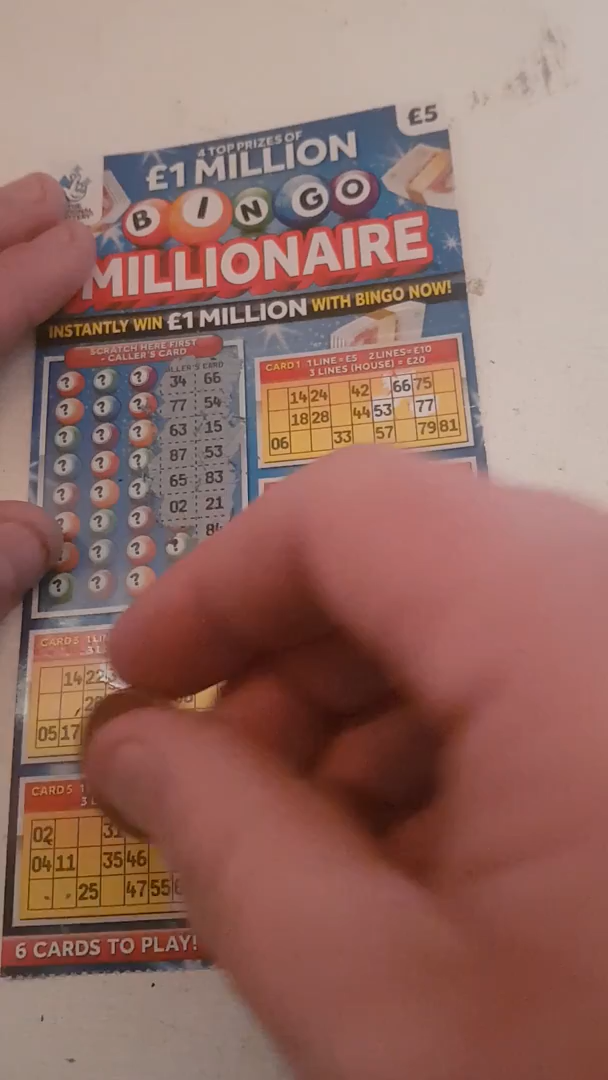 £5
4 TOP PRIZES OF
£1 MILLION
BINGO
MILLIONAIRE
INSTANTLY WIN £1 MILLION WITH BINGO NOW!
SCRATCH HERE FIRST
- CALLER'S CARD
CARD
34 66
77 54
63 15
87 53
65 83
02 21
84
CARD 1 1 LINE = £5 2 LINES = £10
3 LINES (HOUSE) = £20
14 24 42 66 75
18 28 44 53 77
06 33 57 79 81
CARD 3
14 22
05 17
CARD 5
02 31
04 11 35 46
25 47 55
6 CARDS TO PLAY!